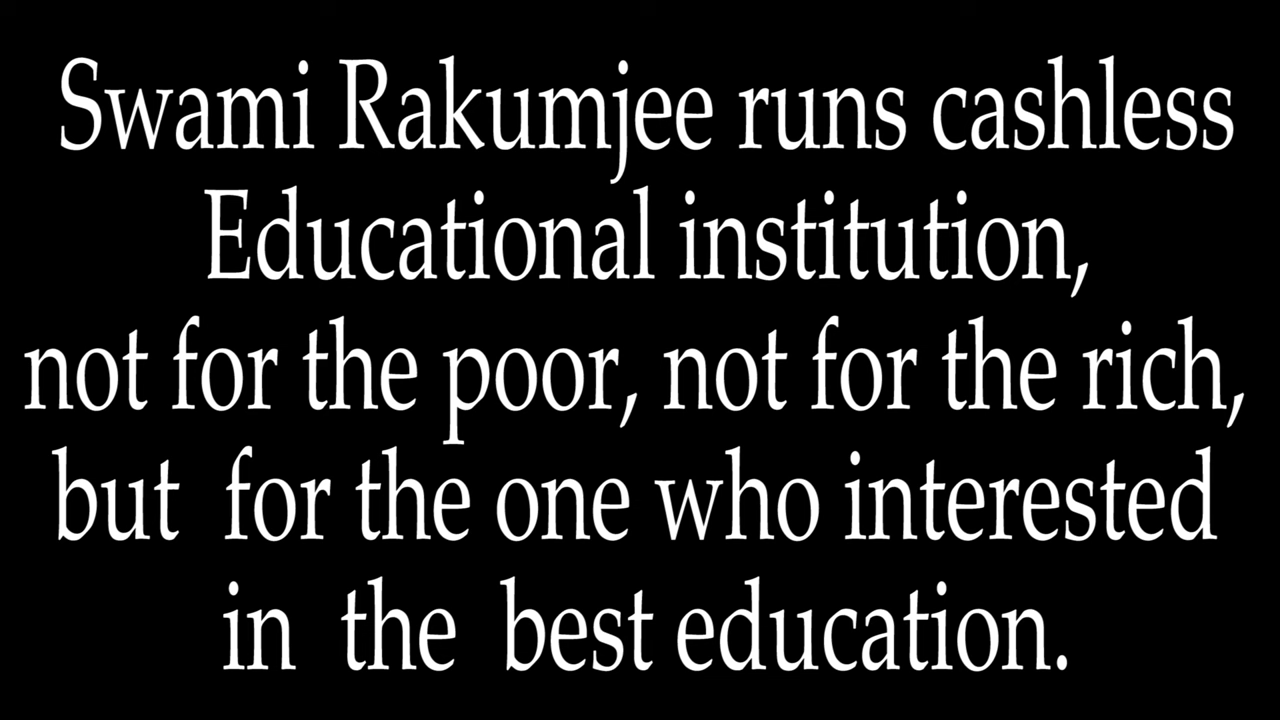 Swami Rakumjee runs cashless
Educational institution,
not for the poor, not for the rich,
but for the one who interested
in the best education.